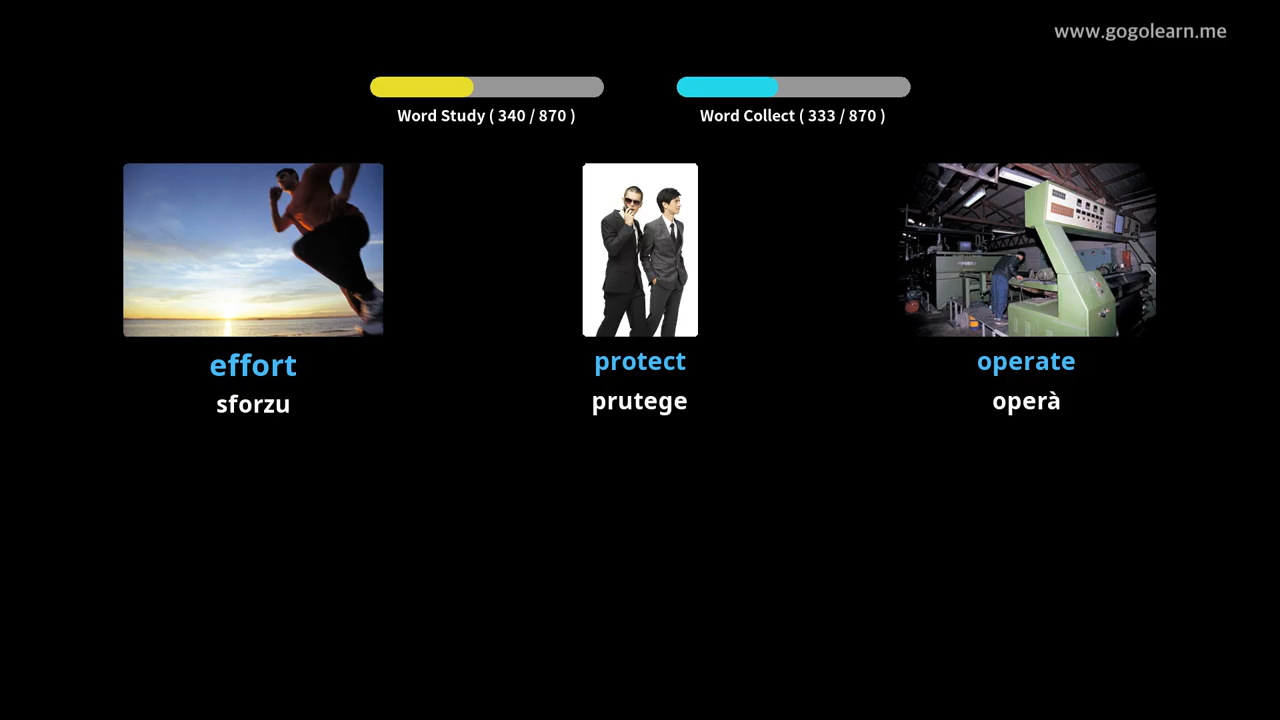 www.gogolearn.me
Word Study ( 340 / 870 )
Word Collect ( 333 / 870 )
effort
protect
operate
sforzu
prutege
operà